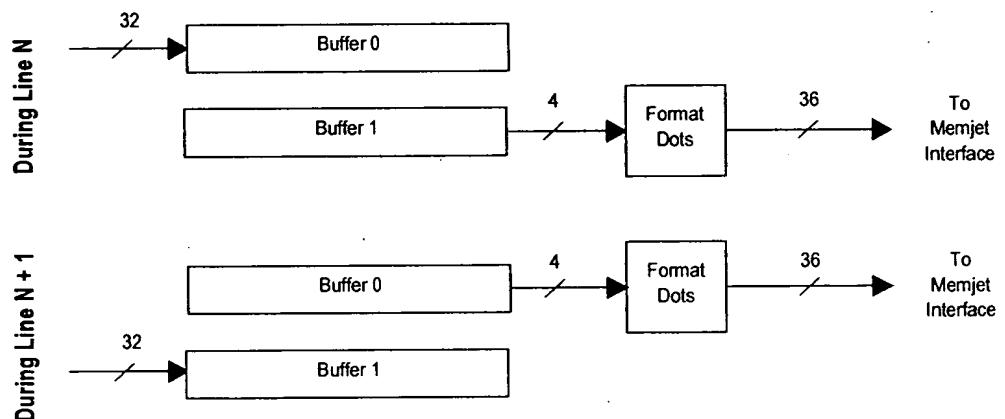 During Line N
32
Buffer 0
Buffer 1
4
Format
Dots
36
To
Memjet
Interface
During Line N + 1
Buffer 0
4
Format
Dots
36
To
Memjet
Interface
32
Buffer 1